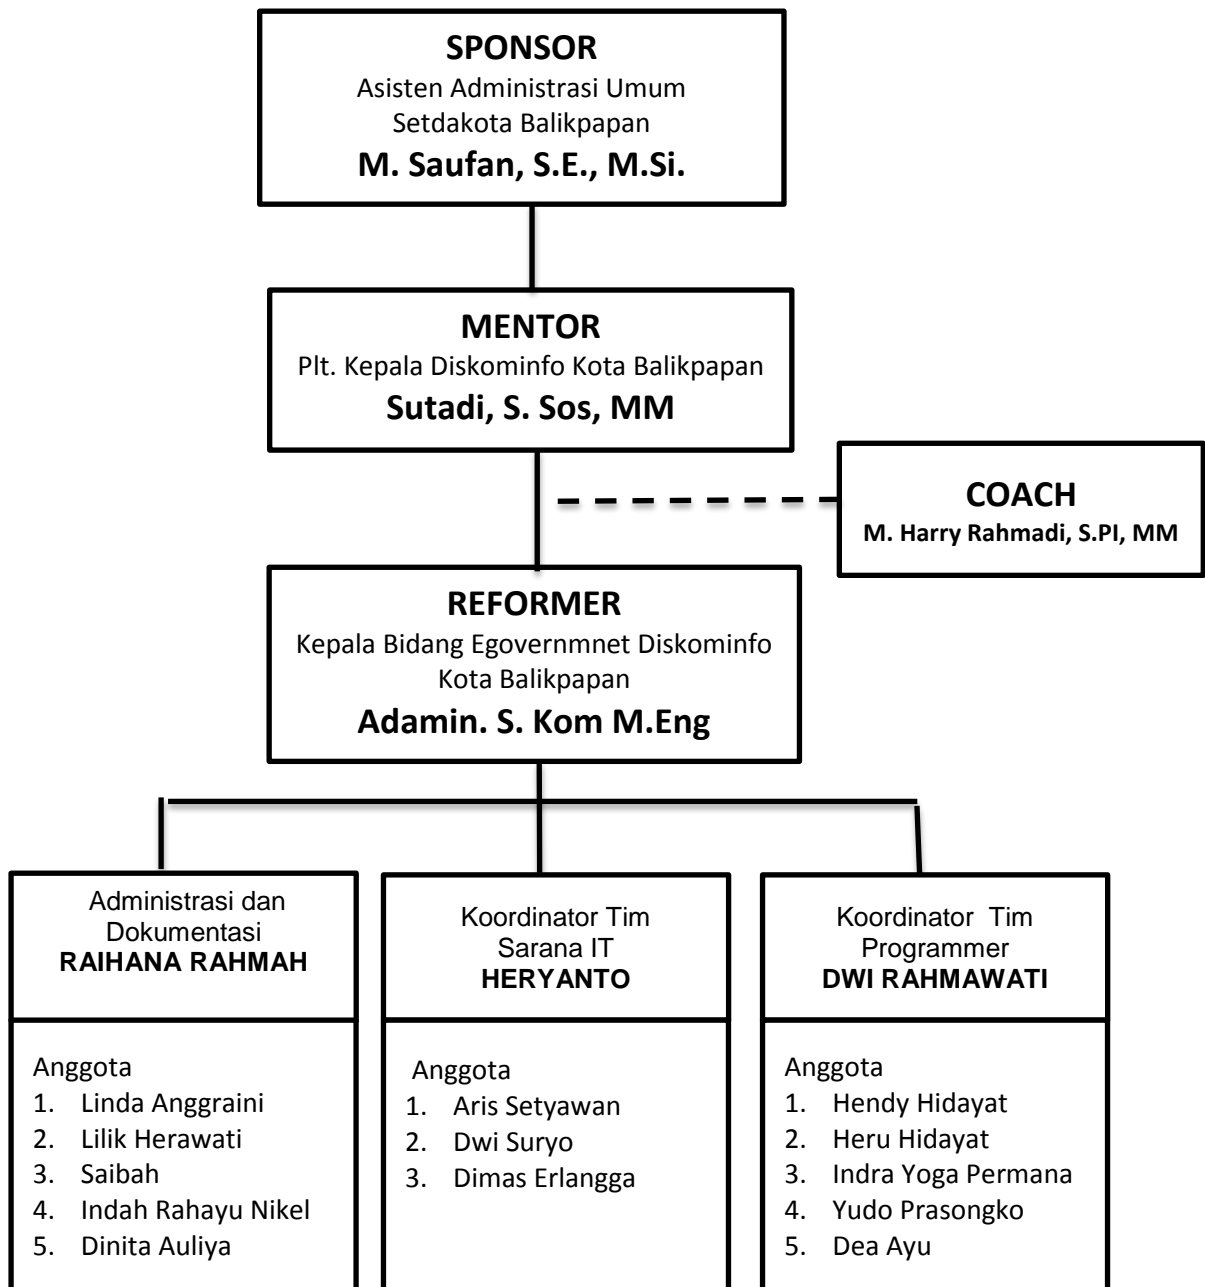 SPONSOR
Asisten Administrasi Umum
Setdakota Balikpapan
M. Saufan, S.E., M.Si.
MENTOR
Plt. Kepala Diskominfo Kota Balikpapan
Sutadi, S. Sos, MM
COACH
M. Harry Rahmadi, S.PI, MM
REFORMER
Kepala Bidang Egovernmnet Diskominfo
Kota Balikpapan
Adamin. S. Kom M.Eng
Administrasi dan
Dokumentasi
RAIHANA RAHMAH
Anggota
1. Linda Anggraini
2. Lilik Herawati
3. Saibah
4. Indah Rahayu Nikel
5. Dinita Auliya
Koordinator Tim
Sarana IT
HERYANTO
Anggota
1. Aris Setyawan
2. Dwi Suryo
3. Dimas Erlangga
Koordinator Tim
Programmer
DWI RAHMAWATI
Anggota
1. Hendy Hidayat
2. Heru Hidayat
3. Indra Yoga Permana
4. Yudo Prasongko
5. Dea Ayu